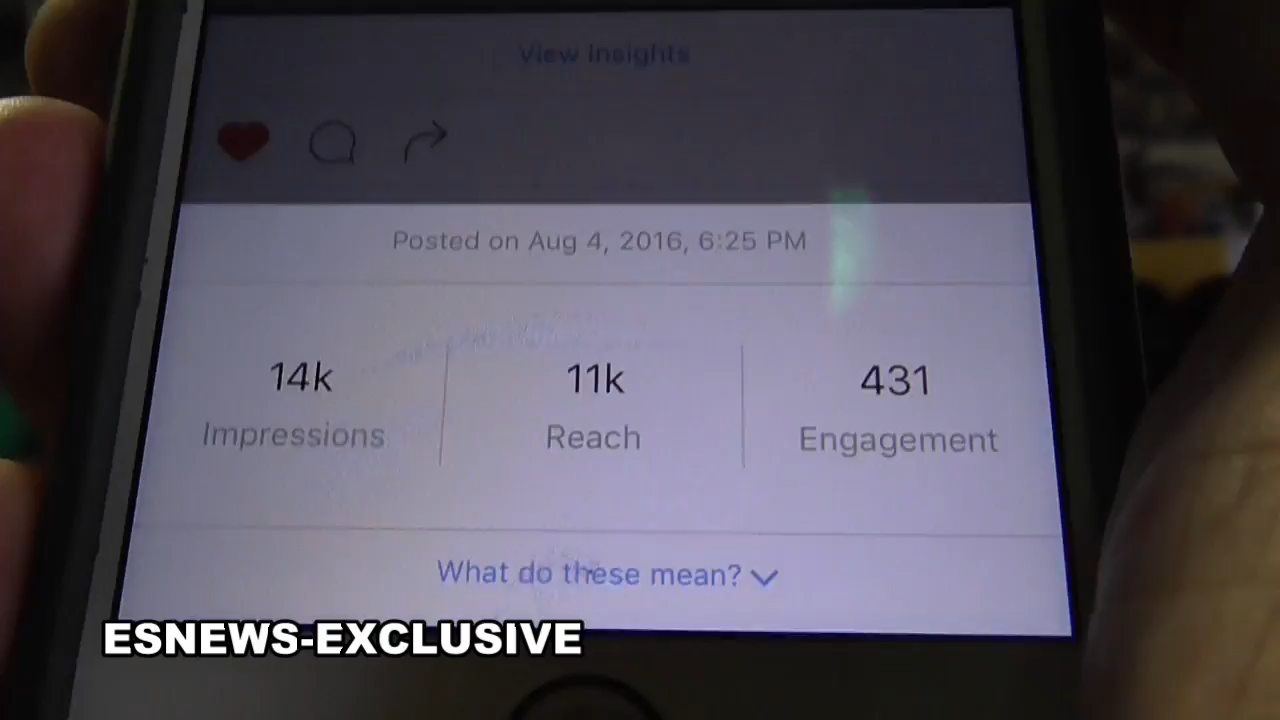 View Insights
Posted on Aug 4, 2016, 6:25 PM
14k
11k
431
Impressions
Reach
Engagement
What do these mean?
ESNEWS-EXCLUSIVE